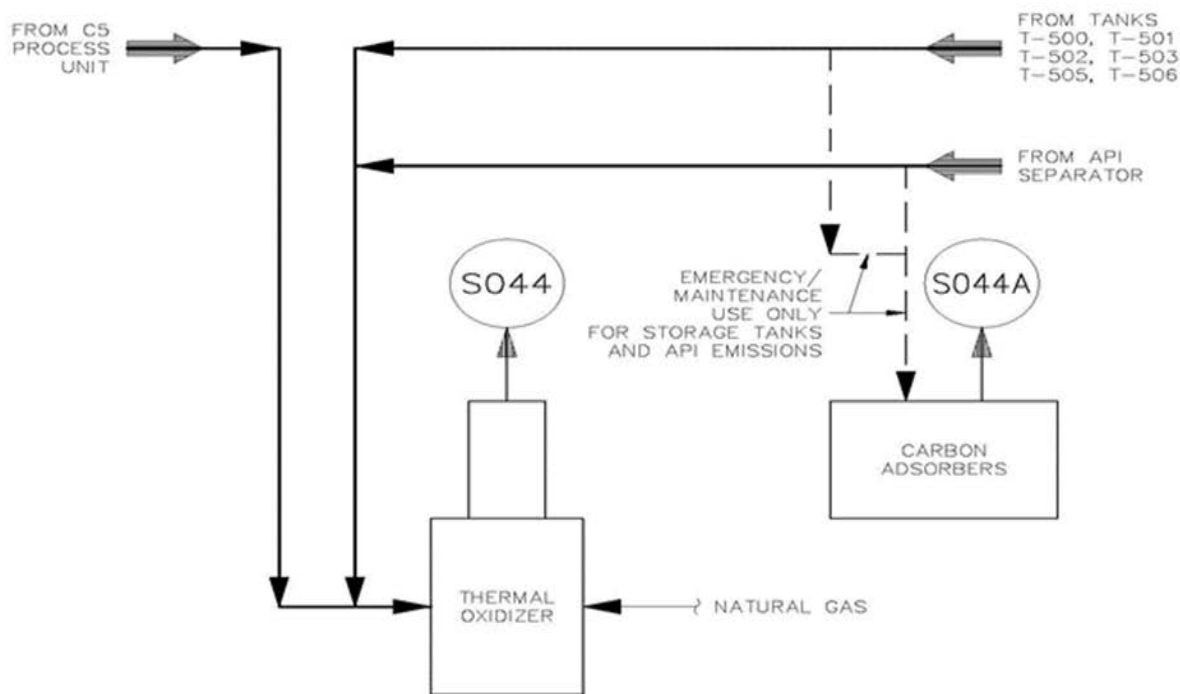 FROM C5
PROCESS
UNIT
FROM TANKS
T-500, T-501
T-502, T-503
T-505, T-506
FROM API
SEPARATOR
S044
EMERGENCY/
MAINTENANCE
USE ONLY
FOR STORAGE TANKS
AND API EMISSIONS
S044A
CARBON
ADSORBERS
THERMAL
OXIDIZER
NATURAL GAS